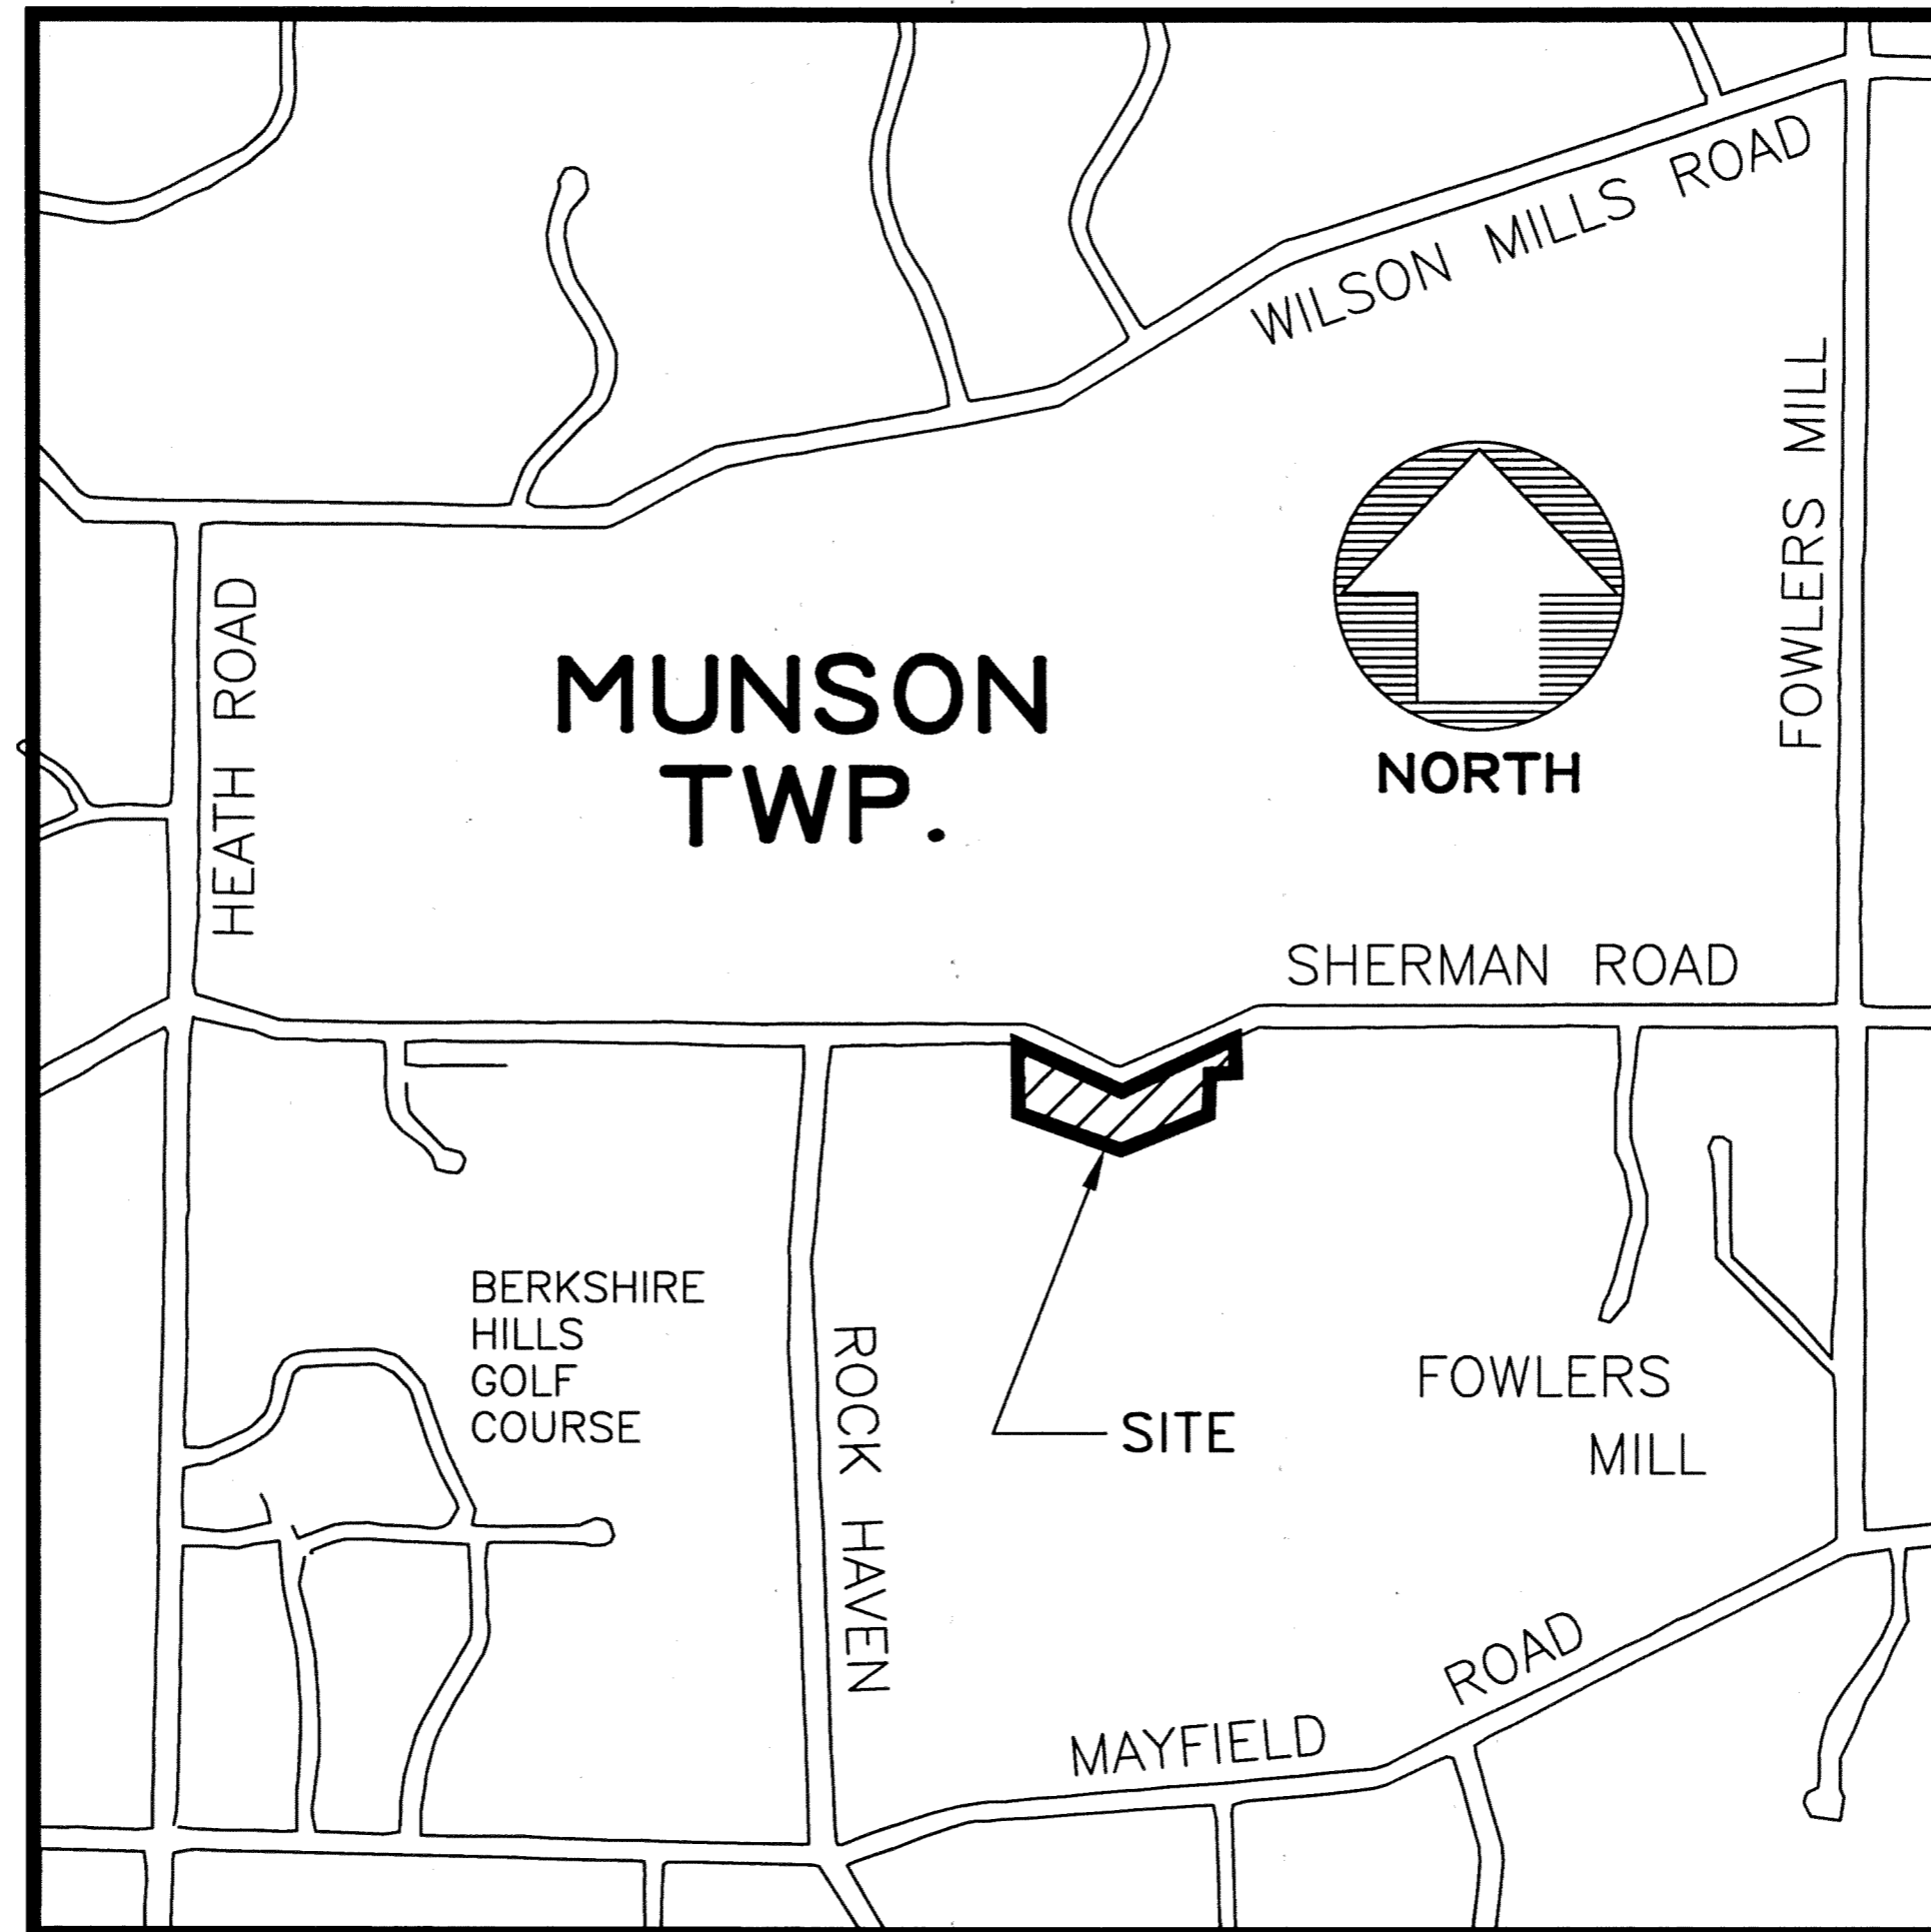 WILSON MILLS ROAD
FOWLERS MILL
HEATH ROAD
MUNSON
TWP.
NORTH
SHERMAN ROAD
BERKSHIRE
HILLS
GOLF
COURSE
ROCK HAVEN
SITE
FOWLERS
MILL
MAYFIELD ROAD